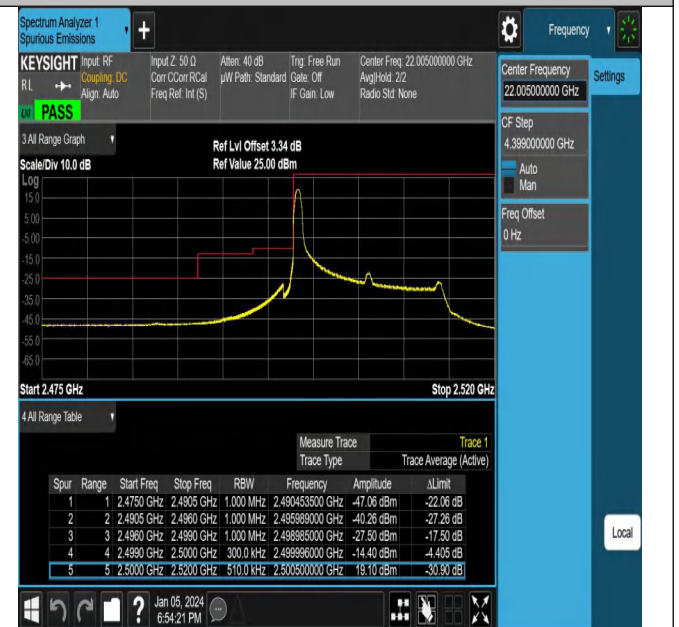 Spectrum Analyzer 1
Spurious Emissions
+
Frequency
KEYSIGHT
RL
PASS
Input: RF
Coupling: DC
Align: Auto
Input Z: 50 Ω
Corr CCorr RCal
Freq Ref: Int (S)
Atten: 40 dB
µW Path: Standard
Trig: Free Run
Gate: Off
IF Gain: Low
Center Freq: 22.005000000 GHz
Avg|Hold: 2/2
Radio Std: None
Center Frequency
22.005000000 GHz
Settings
CF Step
4.399000000 GHz
Auto
Man
Freq Offset
0 Hz
3 All Range Graph
Scale/Div 10.0 dB
Ref Lvl Offset 3.34 dB
Ref Value 25.00 dBm
Log
15.0
5.00
-5.00
-15.0
-25.0
-35.0
-45.0
-55.0
-65.0
Start 2.475 GHz
Stop 2.520 GHz
4 All Range Table
Measure Trace Trace 1
Trace Type Trace Average (Active)
Spur Range Start Freq Stop Freq RBW Frequency Amplitude ΔLimit
1 1 2.4750 GHz 2.4905 GHz 1.000 MHz 2.490453500 GHz -47.06 dBm -22.06 dB
2 2 2.4905 GHz 2.4960 GHz 1.000 MHz 2.495989000 GHz -40.26 dBm -27.26 dB
3 3 2.4960 GHz 2.4990 GHz 1.000 MHz 2.498985000 GHz -27.50 dBm -17.50 dB
4 4 2.4990 GHz 2.5000 GHz 300.0 kHz 2.499996000 GHz -14.40 dBm -4.405 dB
5 5 2.5000 GHz 2.5200 GHz 510.0 kHz 2.500500000 GHz 19.10 dBm -30.90 dB
Local
?
Jan 05, 2024
6:54:21 PM